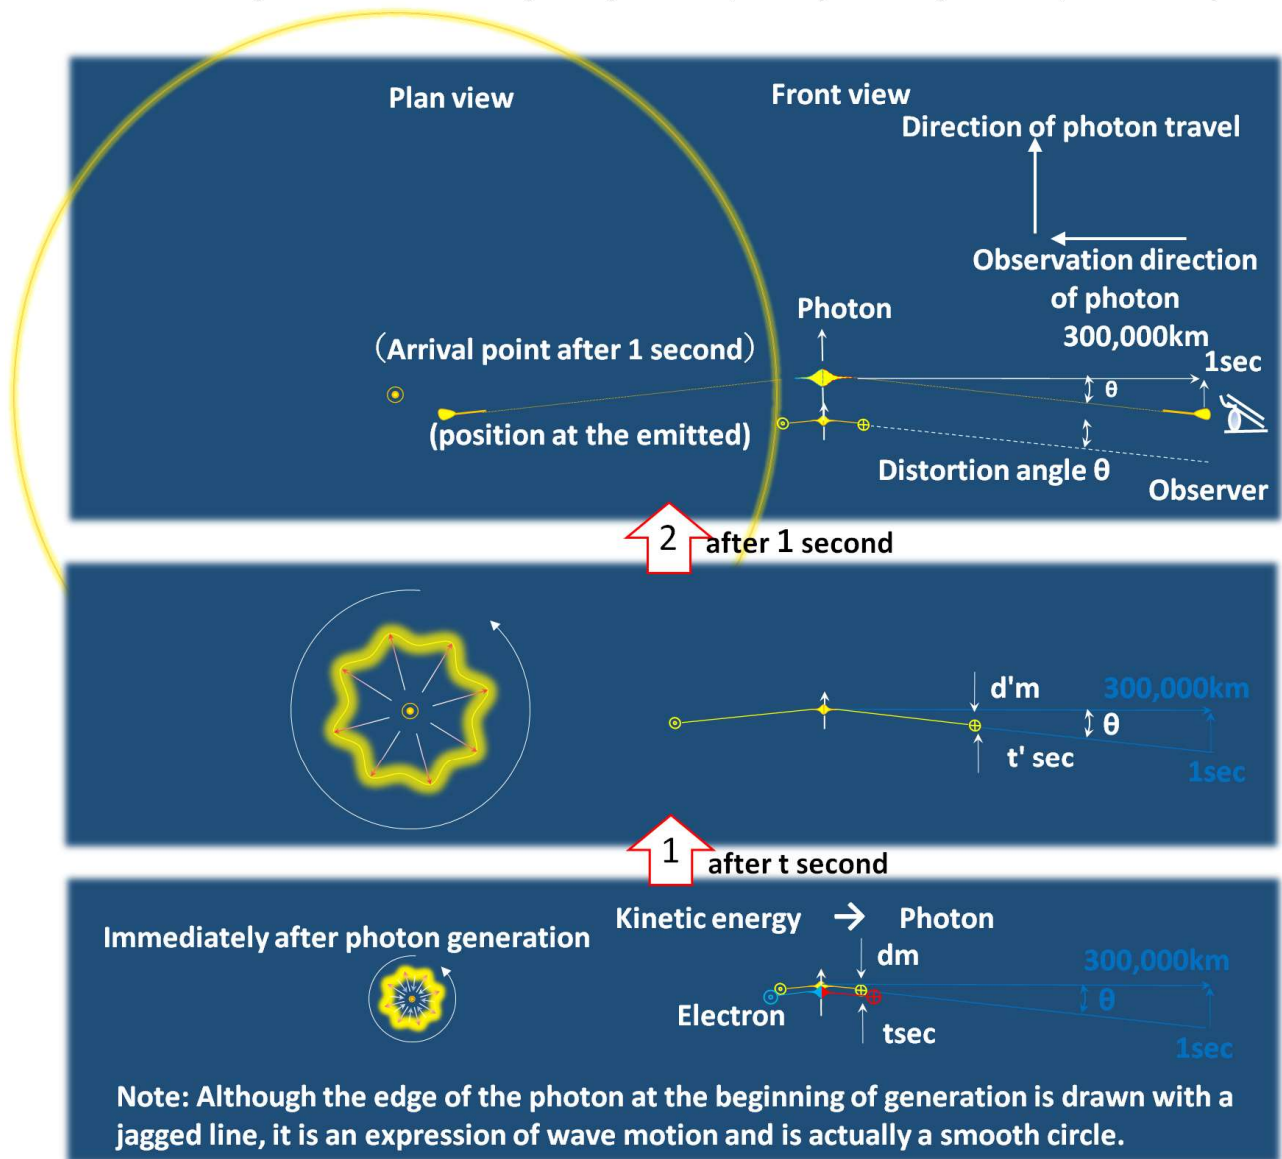 Plan view
Front view
Direction of photon travel
Observation direction
of photon
300,000km
Photon
1sec
(Arrival point after 1 second)
θ
(position at the emitted)
Distortion angle θ
Observer
2
after 1 second
d'm
300,000km
θ
t' sec
1sec
1
after t second
Kinetic energy → Photon
Immediately after photon generation
dm
300,000km
θ
Electron
tsec
1sec
Note: Although the edge of the photon at the beginning of generation is drawn with a
jagged line, it is an expression of wave motion and is actually a smooth circle.